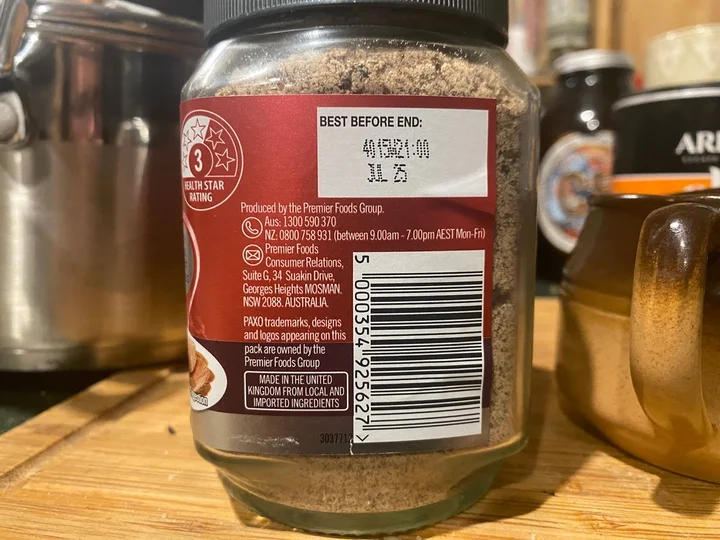 3
HEALTH STAR
RATING
BEST BEFORE END:
4015W21:00
JUL 25
Produced by the Premier Foods Group.
Aus: 1300 590 370
NZ: 0800 758 931 (between 9.00am - 7.00pm AEST Mon-Fri)
Premier Foods
Consumer Relations,
Suite G, 34 Suakin Drive,
Georges Heights MOSMAN.
NSW 2088. AUSTRALIA.
PAXO trademarks, designs
and logos appearing on this
pack are owned by the
Premier Foods Group
MADE IN THE UNITED
KINGDOM FROM LOCAL AND
IMPORTED INGREDIENTS
5 000354 925627 >
303771